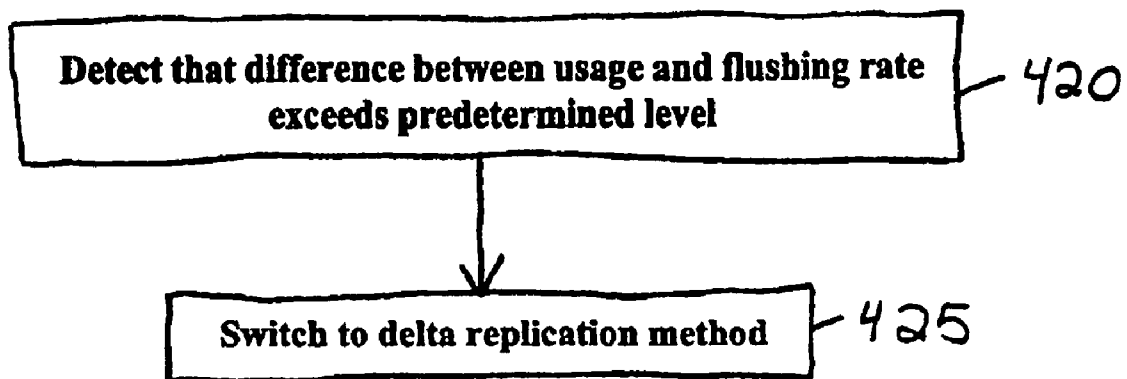 Detect that difference between usage and flushing rate
exceeds predetermined level
420
Switch to delta replication method
425